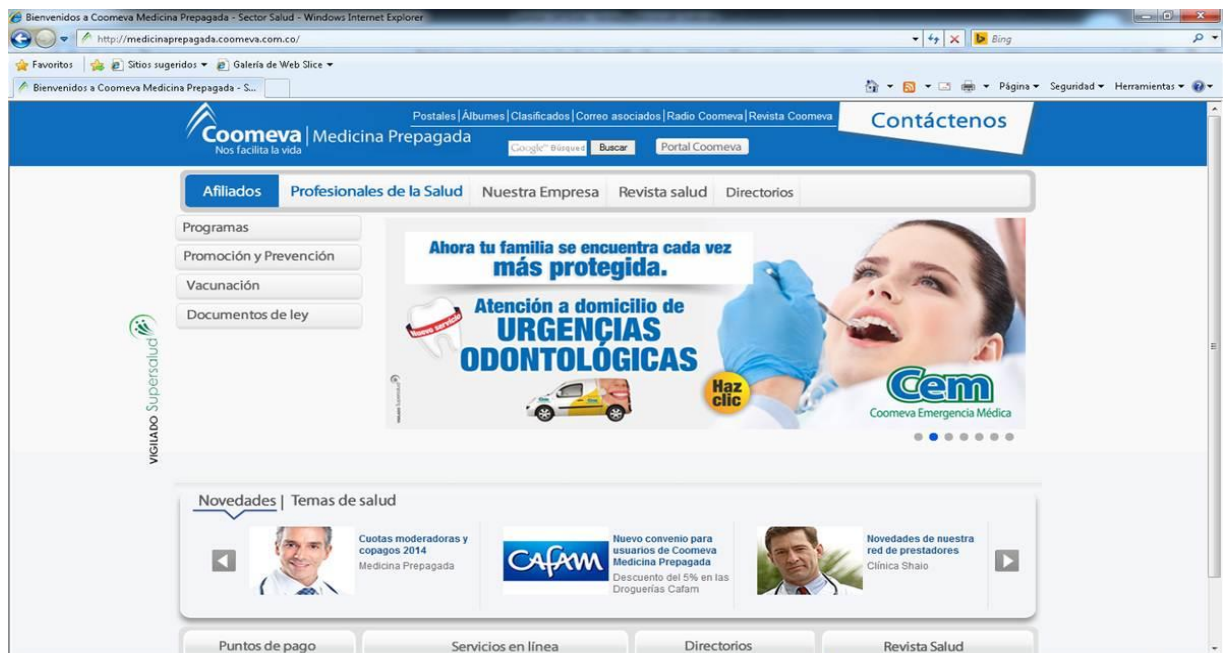 Bienvenidos a Coomeva Medicina Prepagada - Sector Salud - Windows Internet Explorer
http://medicinaprepagada.coomeva.com.co/
Bing
Favoritos
Sitios sugeridos
Galería de Web Slice
Bienvenidos a Coomeva Medicina Prepagada - S...
Página
Seguridad
Herramientas
Postales|Álbumes|Clasificados|Correo asociados|Radio Coomeva|Revista Coomeva
Contáctenos
Coomeva | Medicina Prepagada
Nos facilita la vida
Google™ Búsqued
Buscar
Portal Coomeva
Afiliados
Profesionales de la Salud
Nuestra Empresa
Revista salud
Directorios
Programas
Promoción y Prevención
Vacunación
Documentos de ley
VIGILADO Supersalud
Ahora tu familia se encuentra cada vez
más protegida.
Nuevo servicio
Atención a domicilio de
URGENCIAS
ODONTOLÓGICAS
Haz
clic
Cem
Coomeva Emergencia Médica
Novedades | Temas de salud
Cuotas moderadoras y
copagos 2014
Medicina Prepagada
CAFAM
Nuevo convenio para
usuarios de Coomeva
Medicina Prepagada
Descuento del 5% en las
Droguerías Cafam
Novedades de nuestra
red de prestadores
Clínica Shaio
Puntos de pago
Servicios en línea
Directorios
Revista Salud